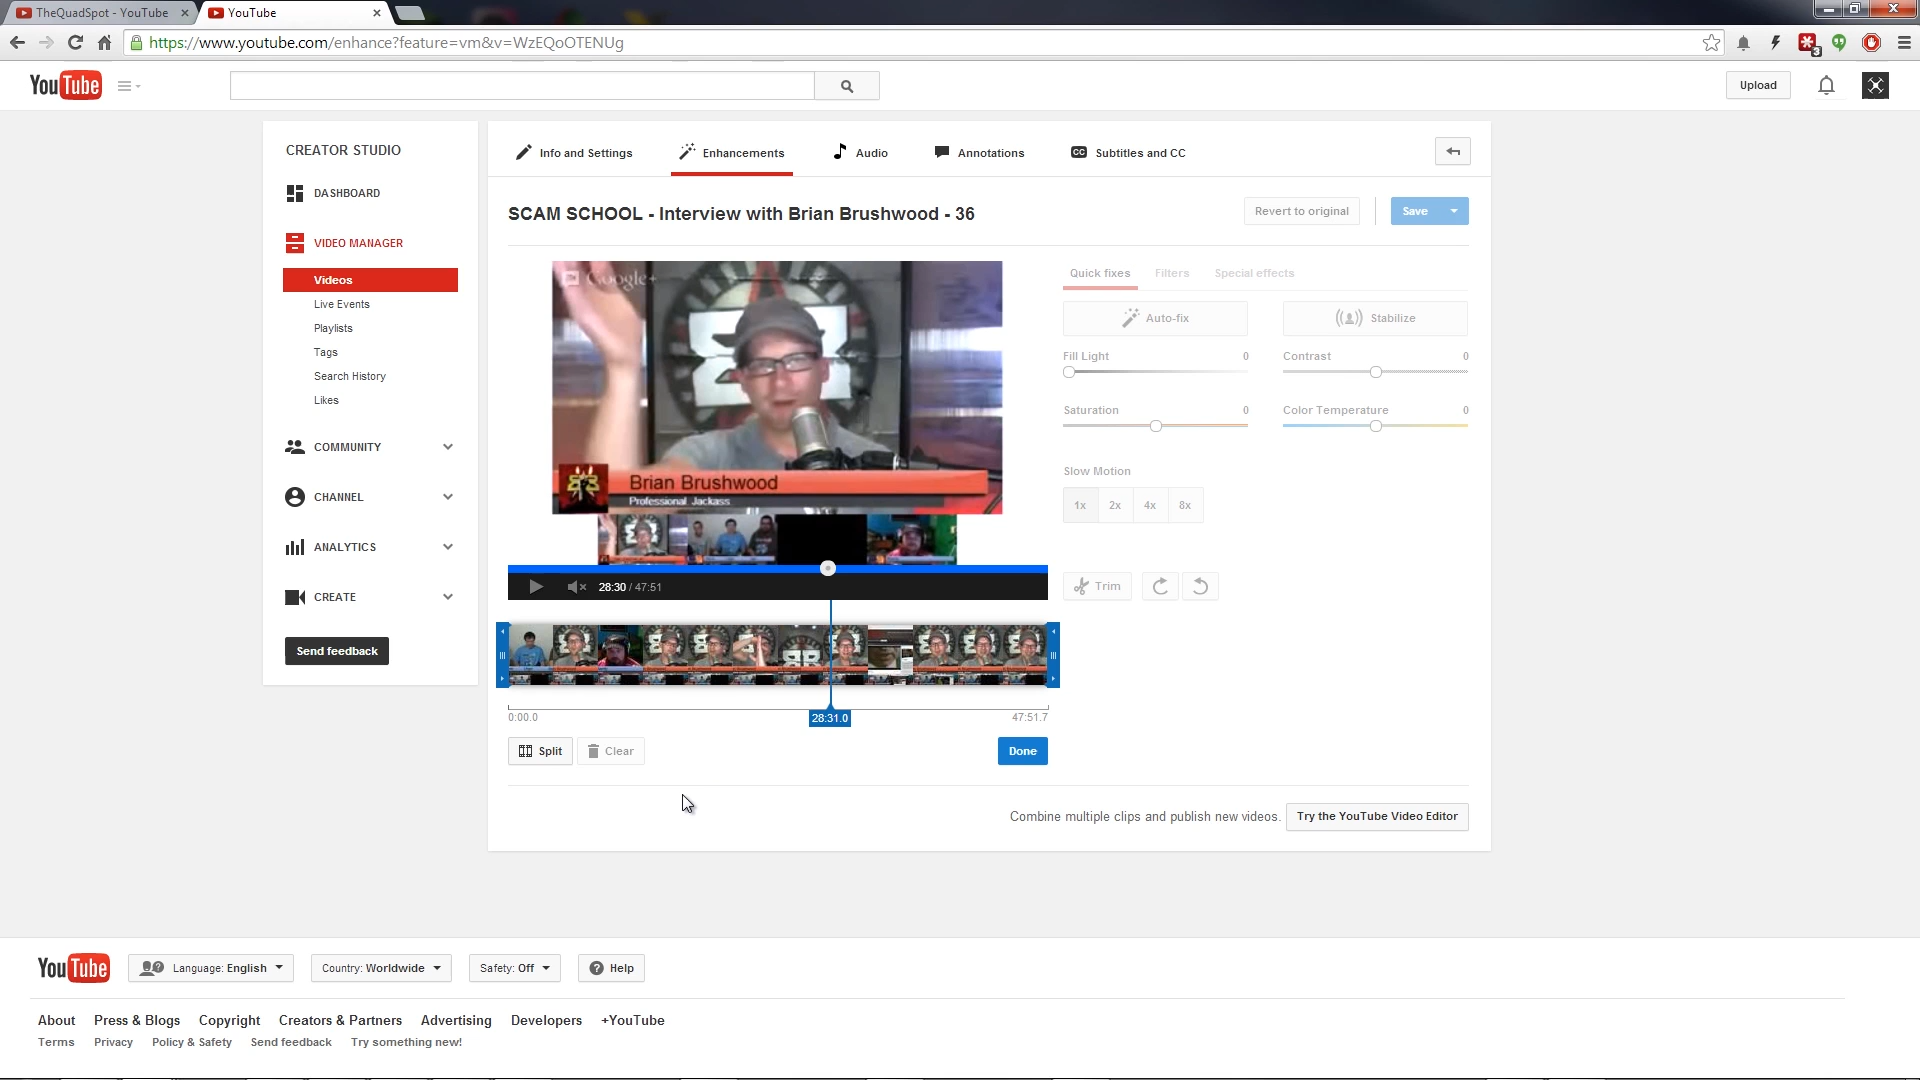 TheQuadSpot - YouTube
YouTube
https://www.youtube.com/enhance?feature=vm&v=WzEQoOTENUg
3
YouTube
Upload
CREATOR STUDIO
DASHBOARD
VIDEO MANAGER
Videos
Live Events
Playlists
Tags
Search History
Likes
COMMUNITY
CHANNEL
ANALYTICS
CREATE
Send feedback
Info and Settings
Enhancements
Audio
Annotations
CC Subtitles and CC
SCAM SCHOOL - Interview with Brian Brushwood - 36
Revert to original
Save
Google+
Brian Brushwood
Professional Jackass
28:30 / 47:51
28:31.0
0:00.0
47:51.7
Split
Clear
Done
Quick fixes
Filters
Special effects
Auto-fix
Stabilize
Fill Light 0
Contrast 0
Saturation 0
Color Temperature 0
Slow Motion
1x 2x 4x 8x
Trim
Combine multiple clips and publish new videos.
Try the YouTube Video Editor
YouTube
Language: English
Country: Worldwide
Safety: Off
Help
About Press & Blogs Copyright Creators & Partners Advertising Developers +YouTube
Terms Privacy Policy & Safety Send feedback Try something new!